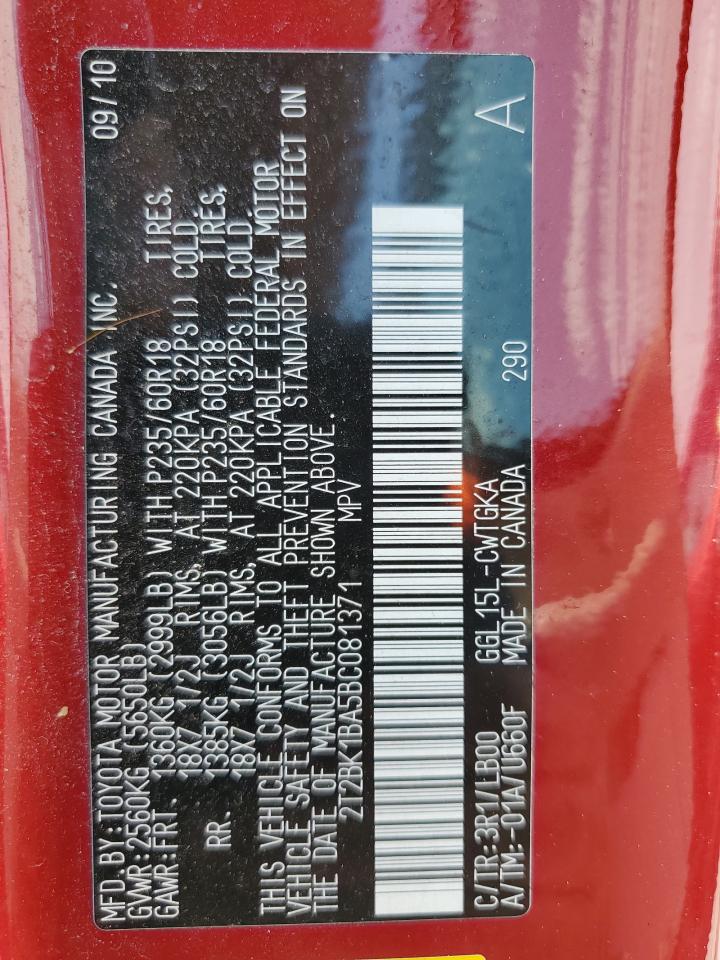 MFD.BY:TOYOTA MOTOR MANUFACTURING CANADA INC. 09/10
GVWR:2560KG (5650LB)
GAWR:FRT. 1360KG (2999LB) WITH P235/60R18 TIRES,
18X7 1/2J RIMS, AT 220KPA (32PSI) COLD.
RR. 1385KG (3056LB) WITH P235/60R18 TIRES,
18X7 1/2J RIMS, AT 220KPA (32PSI) COLD.
THIS VEHICLE CONFORMS TO ALL APPLICABLE FEDERAL MOTOR
VEHICLE SAFETY AND THEFT PREVENTION STANDARDS IN EFFECT ON
THE DATE OF MANUFACTURE SHOWN ABOVE.
2T2BK1BA5BC081371 MPV
C/TR:3R1/LB00 GGL15L-CWTGKA
A/TM:-01A/U660F MADE IN CANADA 290 A